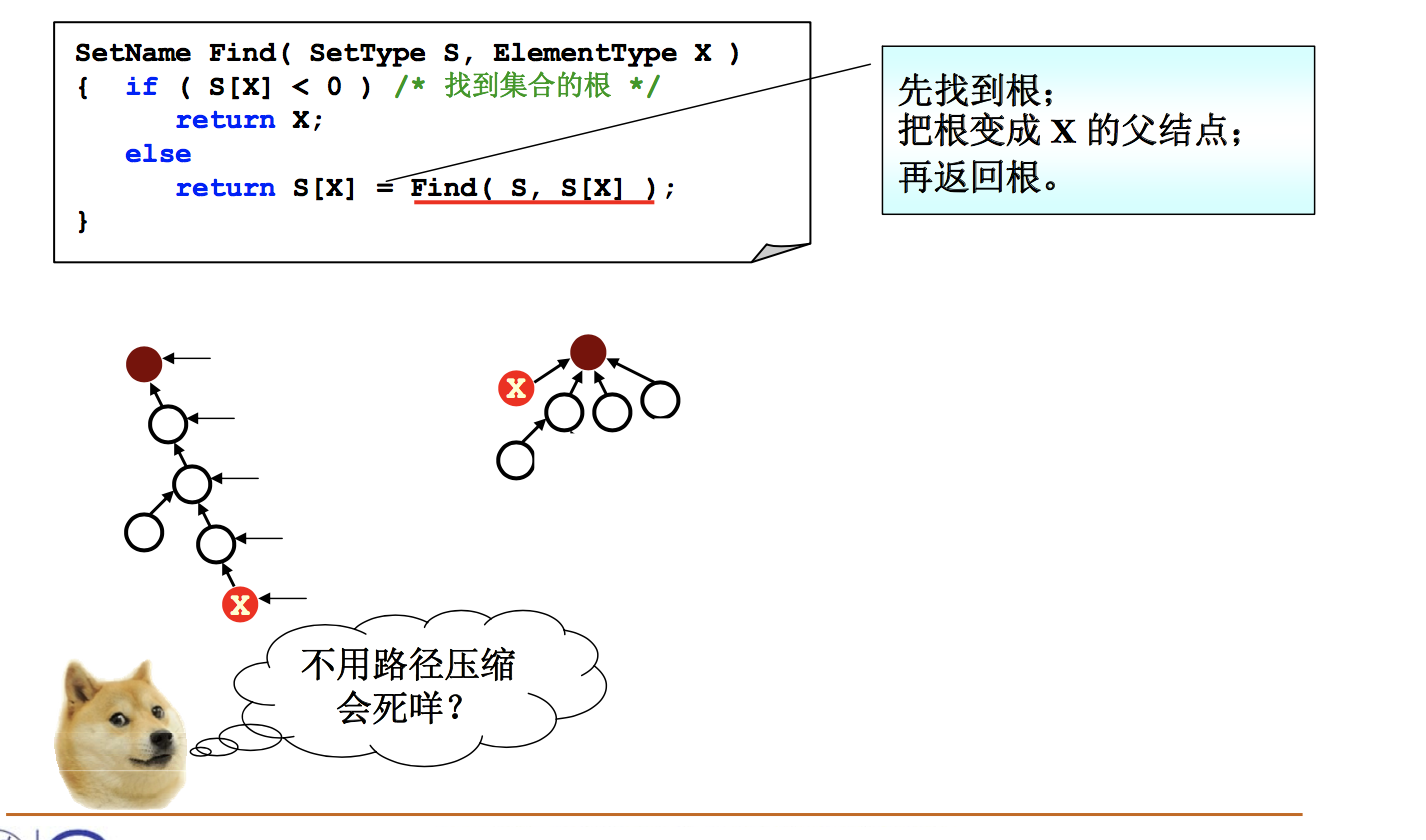 SetName Find( SetType S, ElementType X )
{ if ( S[X] < 0 ) /* 找到集合的根 */
return X;
else
return S[X] = Find( S, S[X] );
}
先找到根；
把根变成 X 的父结点；
再返回根。
X
X
不用路径压缩
会死咩？